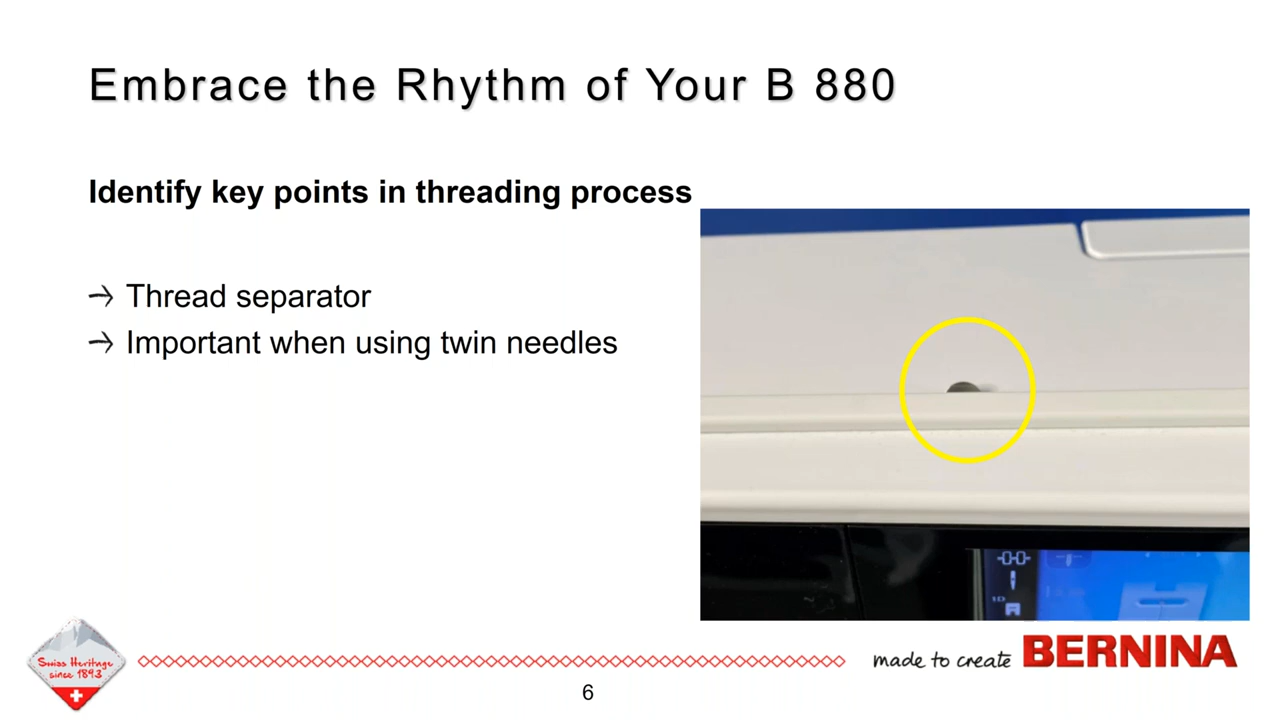 Embrace the Rhythm of Your B 880
Identify key points in threading process
→ Thread separator
→ Important when using twin needles
Swiss Heritage
since 1893
made to create BERNINA
6